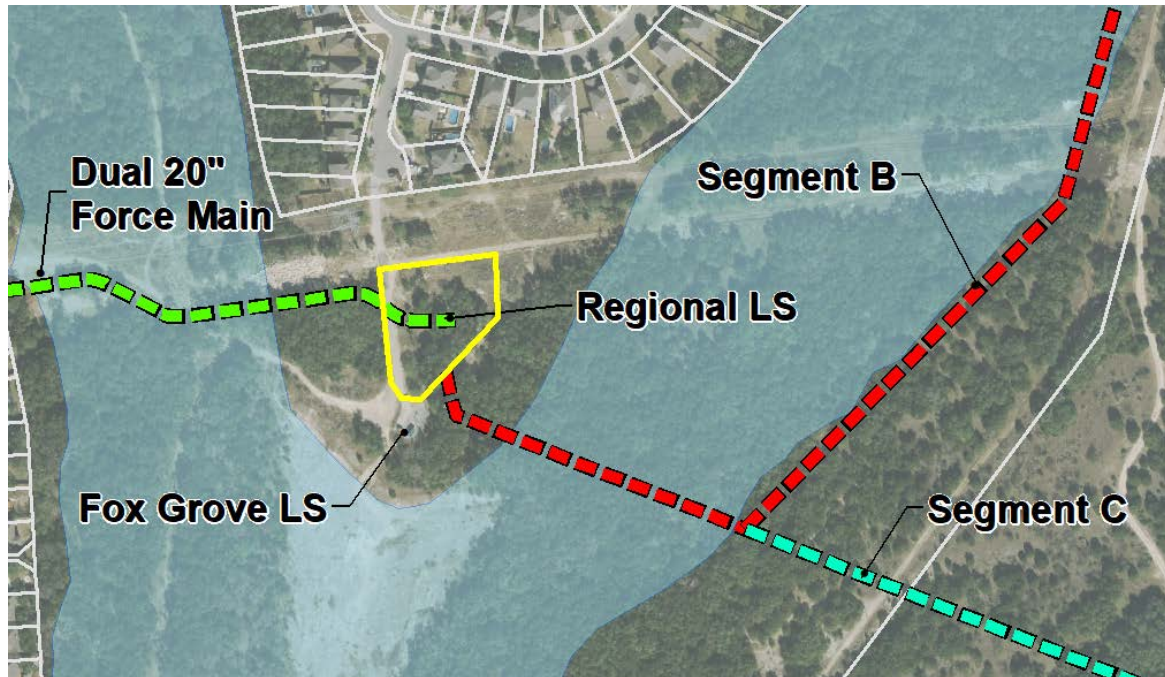 Dual 20"
Force Main
Segment B
Regional LS
Fox Grove LS
Segment C